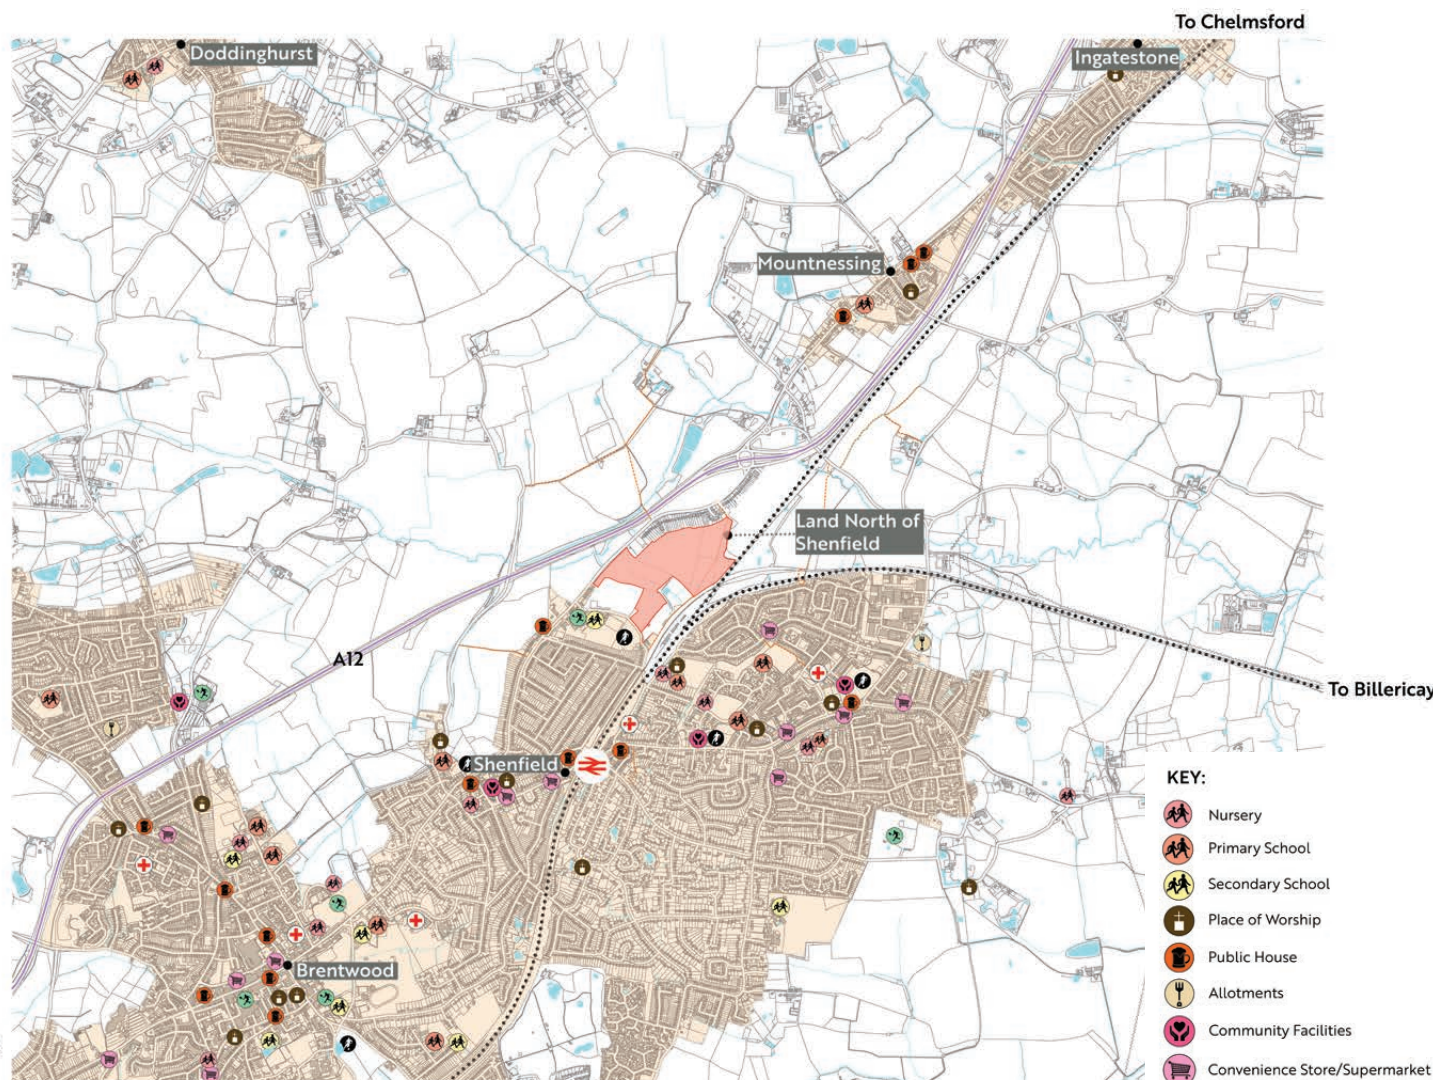 To Chelmsford
Doddinghurst
Ingatestone
Mountnessing
Land North of
Shenfield
A12
To Billericay
Shenfield
Brentwood
KEY:
Nursery
Primary School
Secondary School
Place of Worship
Public House
Allotments
Community Facilities
Convenience Store/Supermarket